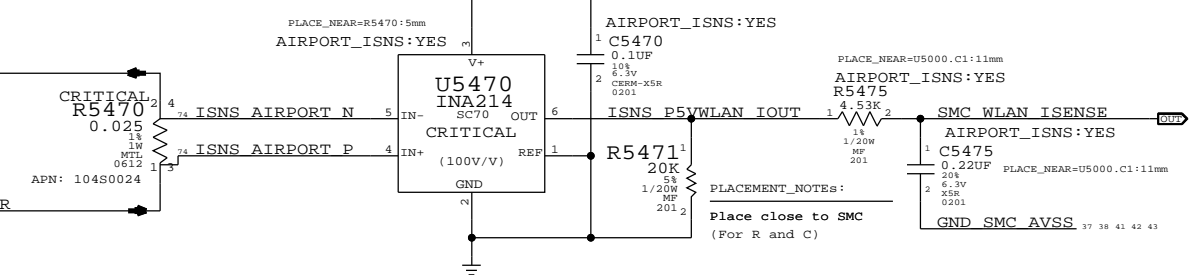 PLACE_NEAR=R5470:5mm
AIRPORT_ISNS:YES
3
V+
U5470
INA214
SC70
CRITICAL
(100V/V)
5 IN-
4 IN+
OUT 6
REF 1
GND
2
CRITICAL
R5470
0.025
1%
1W
MTL
0612
APN: 104S0024
2 4
1 3
74 ISNS_AIRPORT_N
74 ISNS_AIRPORT_P
R
AIRPORT_ISNS:YES
1 C5470
0.1UF
10%
2 6.3V
CERM-X5R
0201
ISNS_P5VWLAN_IOUT
R5471 1
20K
5%
1/20W
MF
201 2
PLACEMENT_NOTEs:
Place close to SMC
(For R and C)
PLACE_NEAR=U5000.C1:11mm
AIRPORT_ISNS:YES
R5475
4.53K
1 2
1%
1/20W
MF
201
SMC_WLAN_ISENSE
OUT
AIRPORT_ISNS:YES
1 C5475
0.22UF
20%
2 6.3V
X5R
0201
PLACE_NEAR=U5000.C1:11mm
GND_SMC_AVSS 37 38 41 42 43